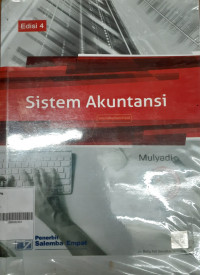 Edisi 4
Sistem Akuntansi
Mulyadi
Penerbit
Salemba Empat